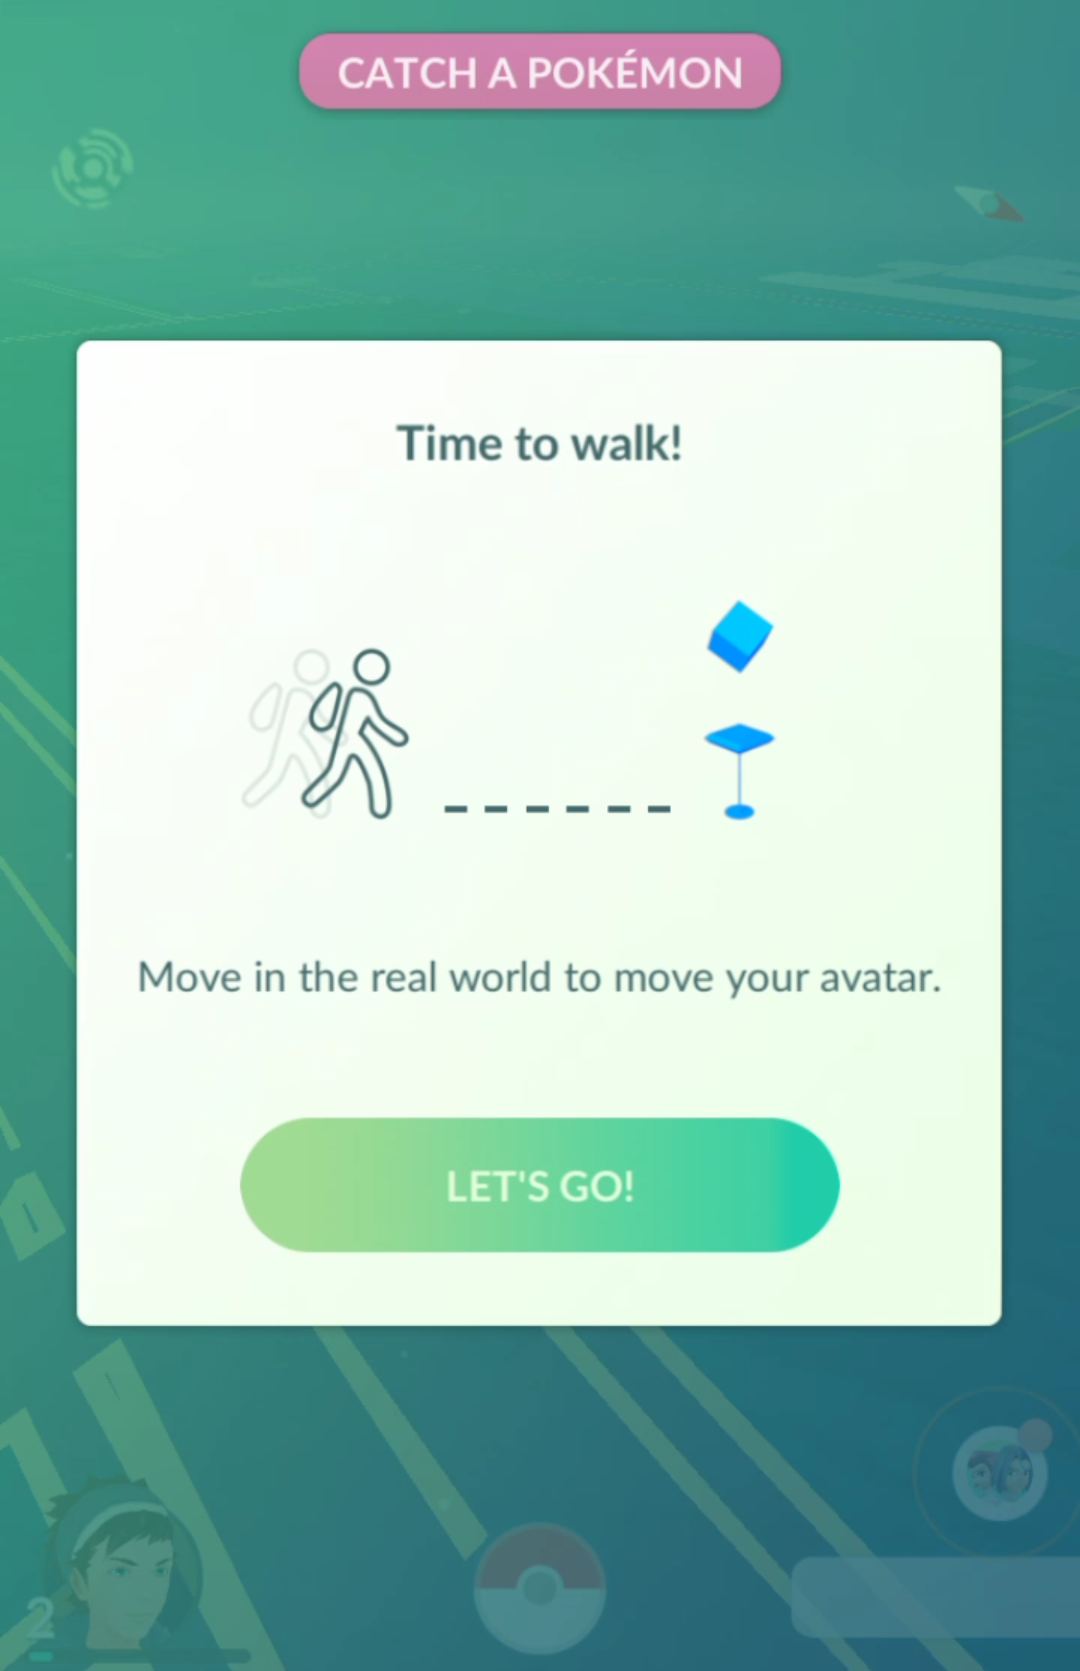 CATCH A POKÉMON
Time to walk!
Move in the real world to move your avatar.
LET'S GO!
2